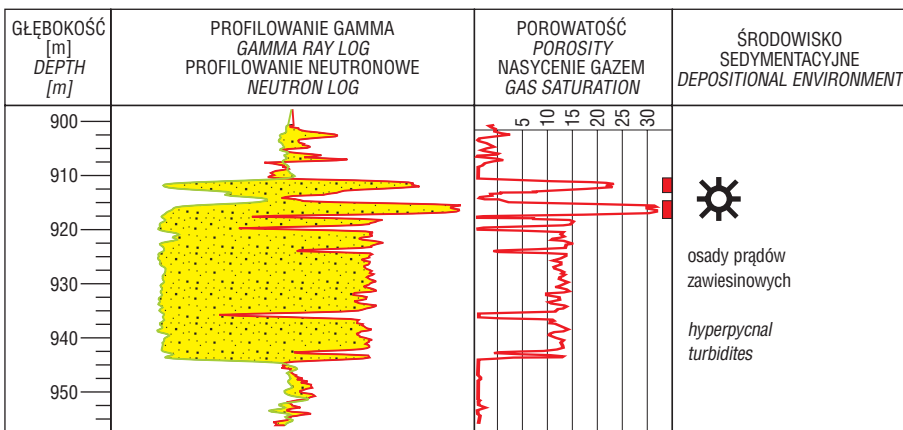 GŁĘBOKOŚĆ
[m]
DEPTH
[m]
PROFILOWANIE GAMMA
GAMMA RAY LOG
PROFILOWANIE NEUTRONOWE
NEUTRON LOG
POROWATOŚĆ
POROSITY
NASYCENIE GAZEM
GAS SATURATION
ŚRODOWISKO
SEDYMENTACYJNE
DEPOSITIONAL ENVIRONMENT
5 10 15 20 25 30
900
910
920
930
940
950
osady prądów
zawiesinowych
hyperpycnal
turbidites